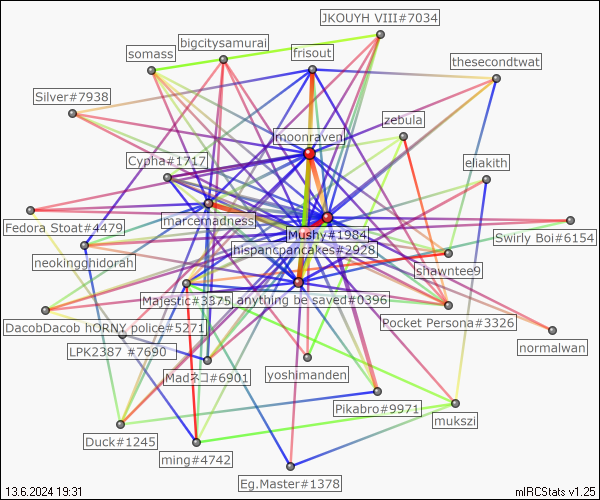 JKOUYH VIII#7034
bigcitysamurai
somass
frisout
thesecondtwat
Silver#7938
zebula
moonraven
Cypha#1717
eliakith
marcemadness
Fedora Stoat#4479
Mushy#1984
Swirly Boi#6154
hispancpancakes#2928
neokingghidorah
shawntee9
Majestic#3375
anything be saved#0396
DacobDacob hORNY police#5271
Pocket Persona#3326
LPK2387 #7690
normalwan
Madネコ#6901
yoshimanden
Pikabro#9971
mukszi
Duck#1245
ming#4742
Eg.Master#1378
13.6.2024 19:31
mIRCStats v1.25